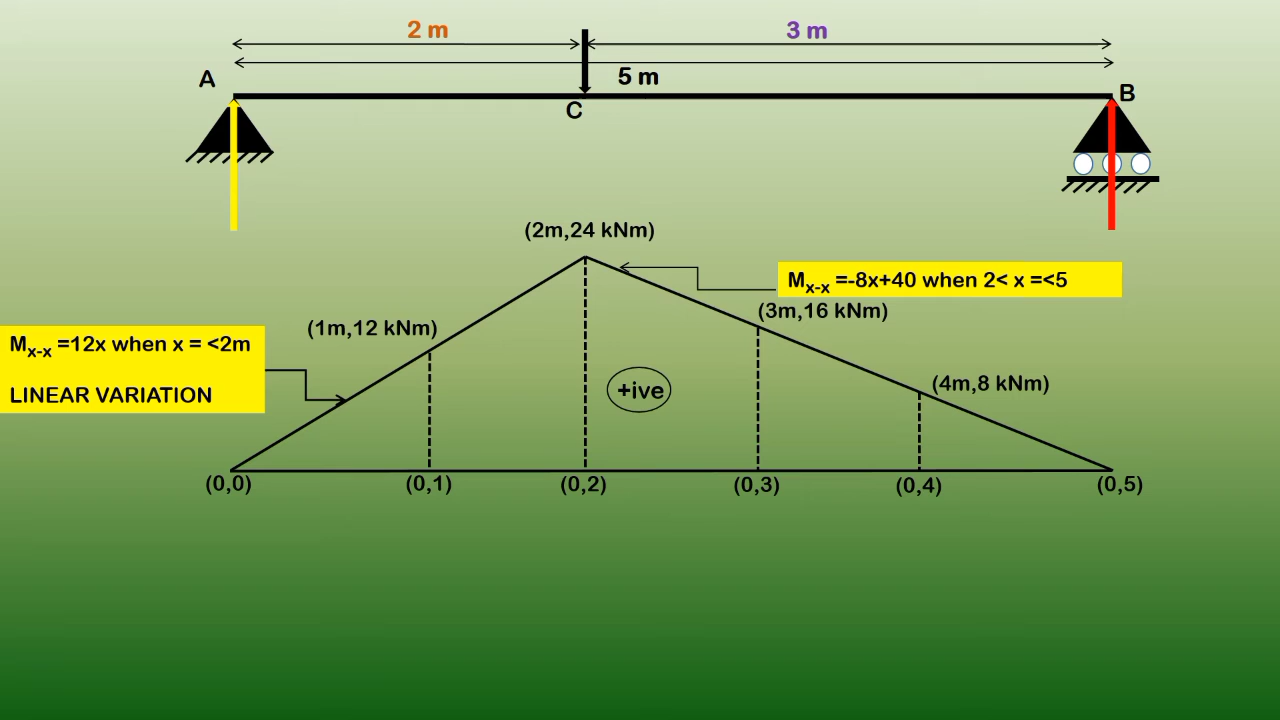 2 m
3 m
5 m
A
B
C
(2m,24 kNm)
Mx-x =-8x+40 when 2< x =<5
(3m,16 kNm)
(1m,12 kNm)
Mx-x =12x when x = <2m
LINEAR VARIATION
+ive
(4m,8 kNm)
(0,0)
(0,1)
(0,2)
(0,3)
(0,4)
(0,5)